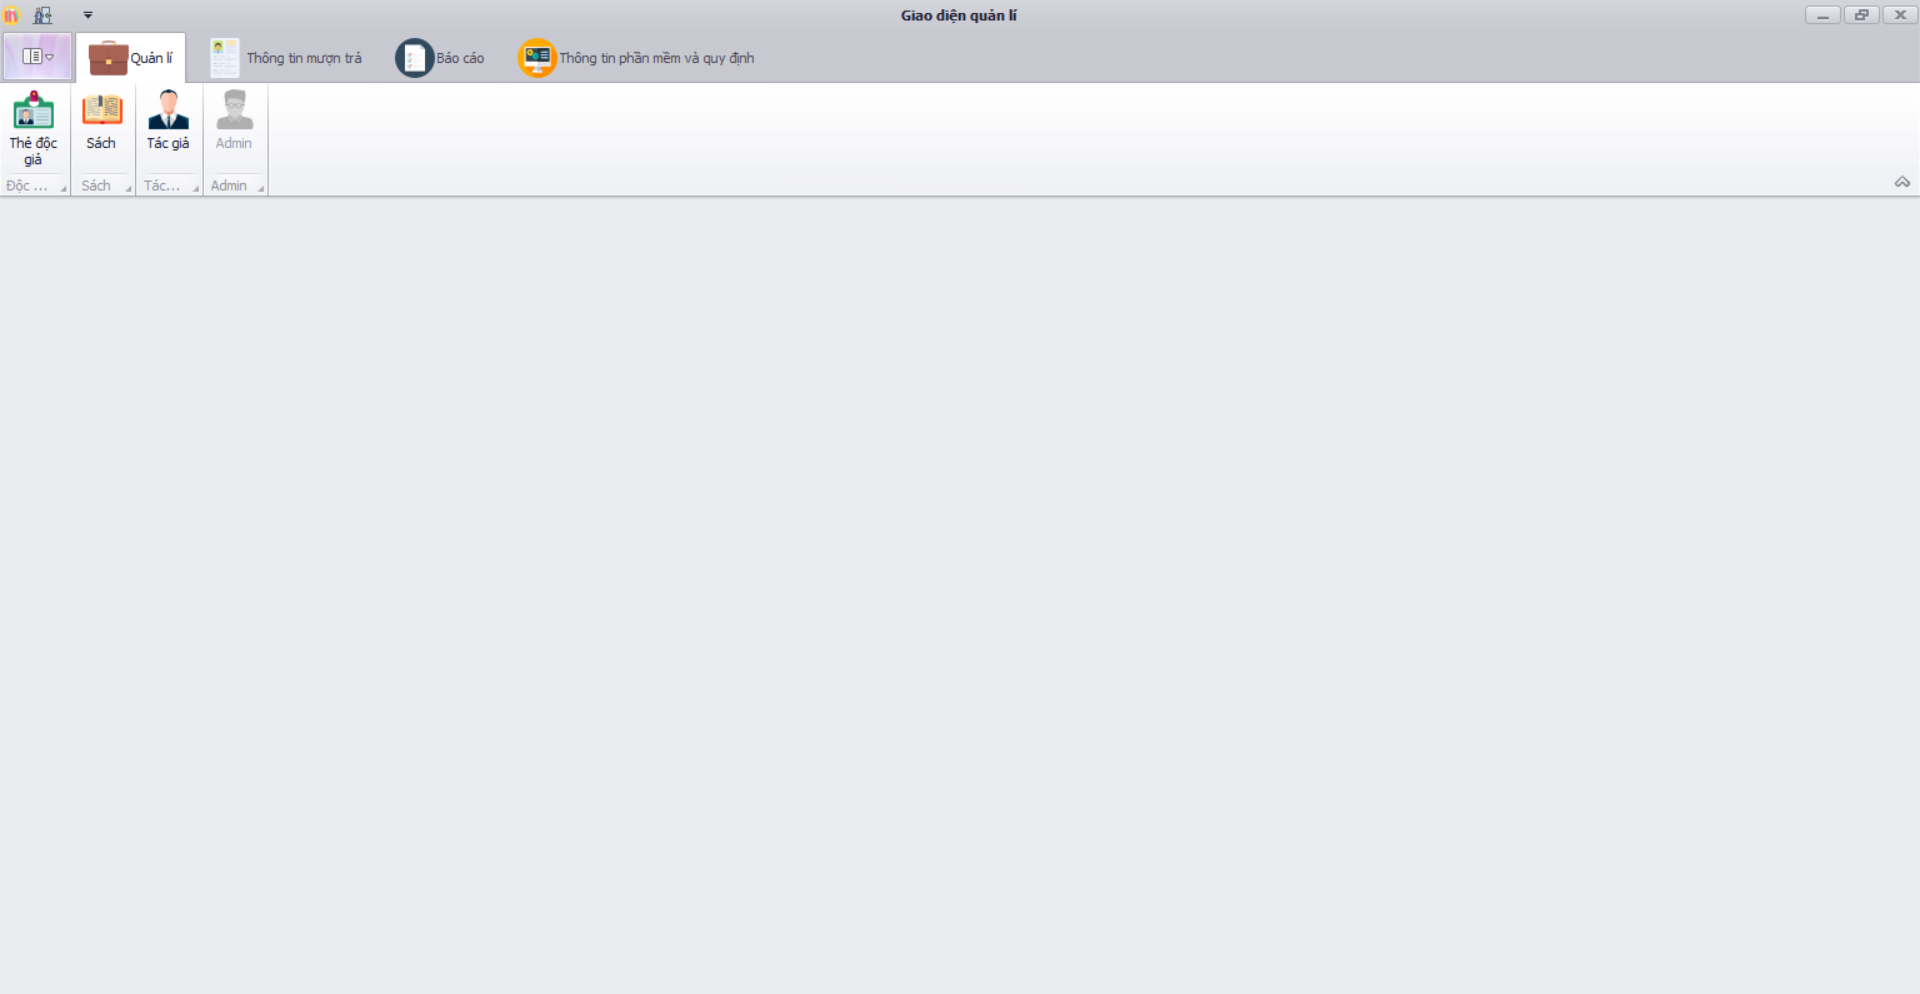 Giao diện quản lí
Quản lí
Thông tin mượn trả
Báo cáo
Thông tin phần mềm và quy định
Thẻ độc
giả
Sách
Tác giả
Admin
Độc ...
Sách
Tác...
Admin